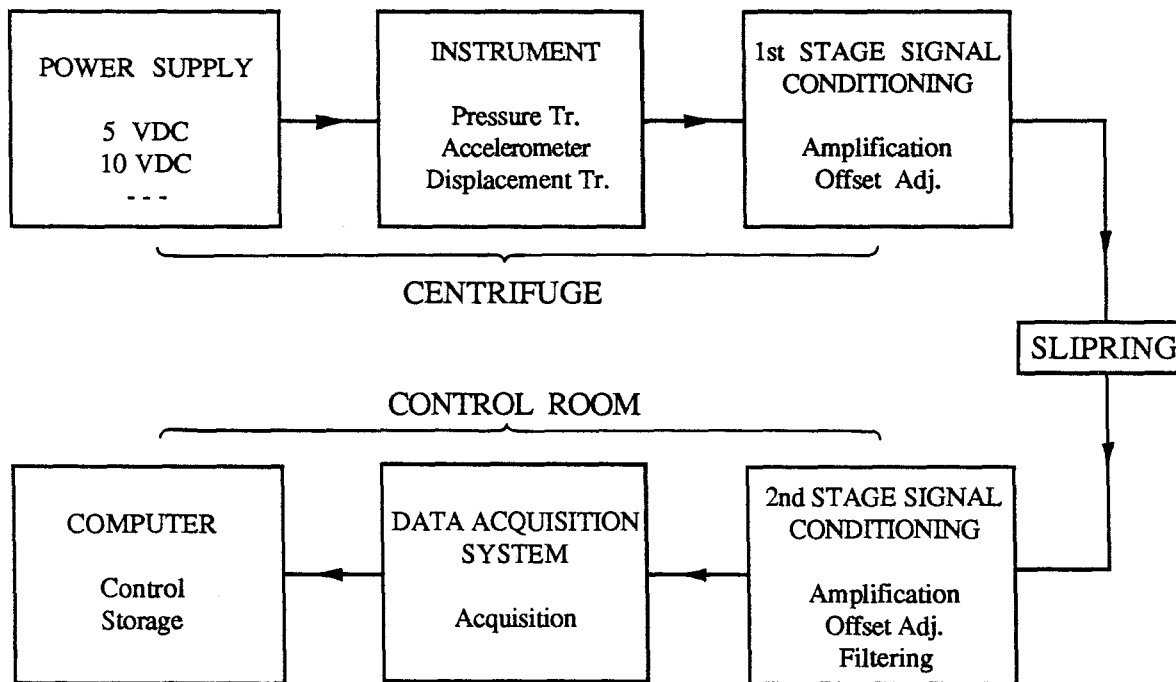 POWER SUPPLY
5 VDC
10 VDC
- - -
INSTRUMENT
Pressure Tr.
Accelerometer
Displacement Tr.
1st STAGE SIGNAL
CONDITIONING
Amplification
Offset Adj.
CENTRIFUGE
SLIPRING
CONTROL ROOM
COMPUTER
Control
Storage
DATA ACQUISITION
SYSTEM
Acquisition
2nd STAGE SIGNAL
CONDITIONING
Amplification
Offset Adj.
Filtering